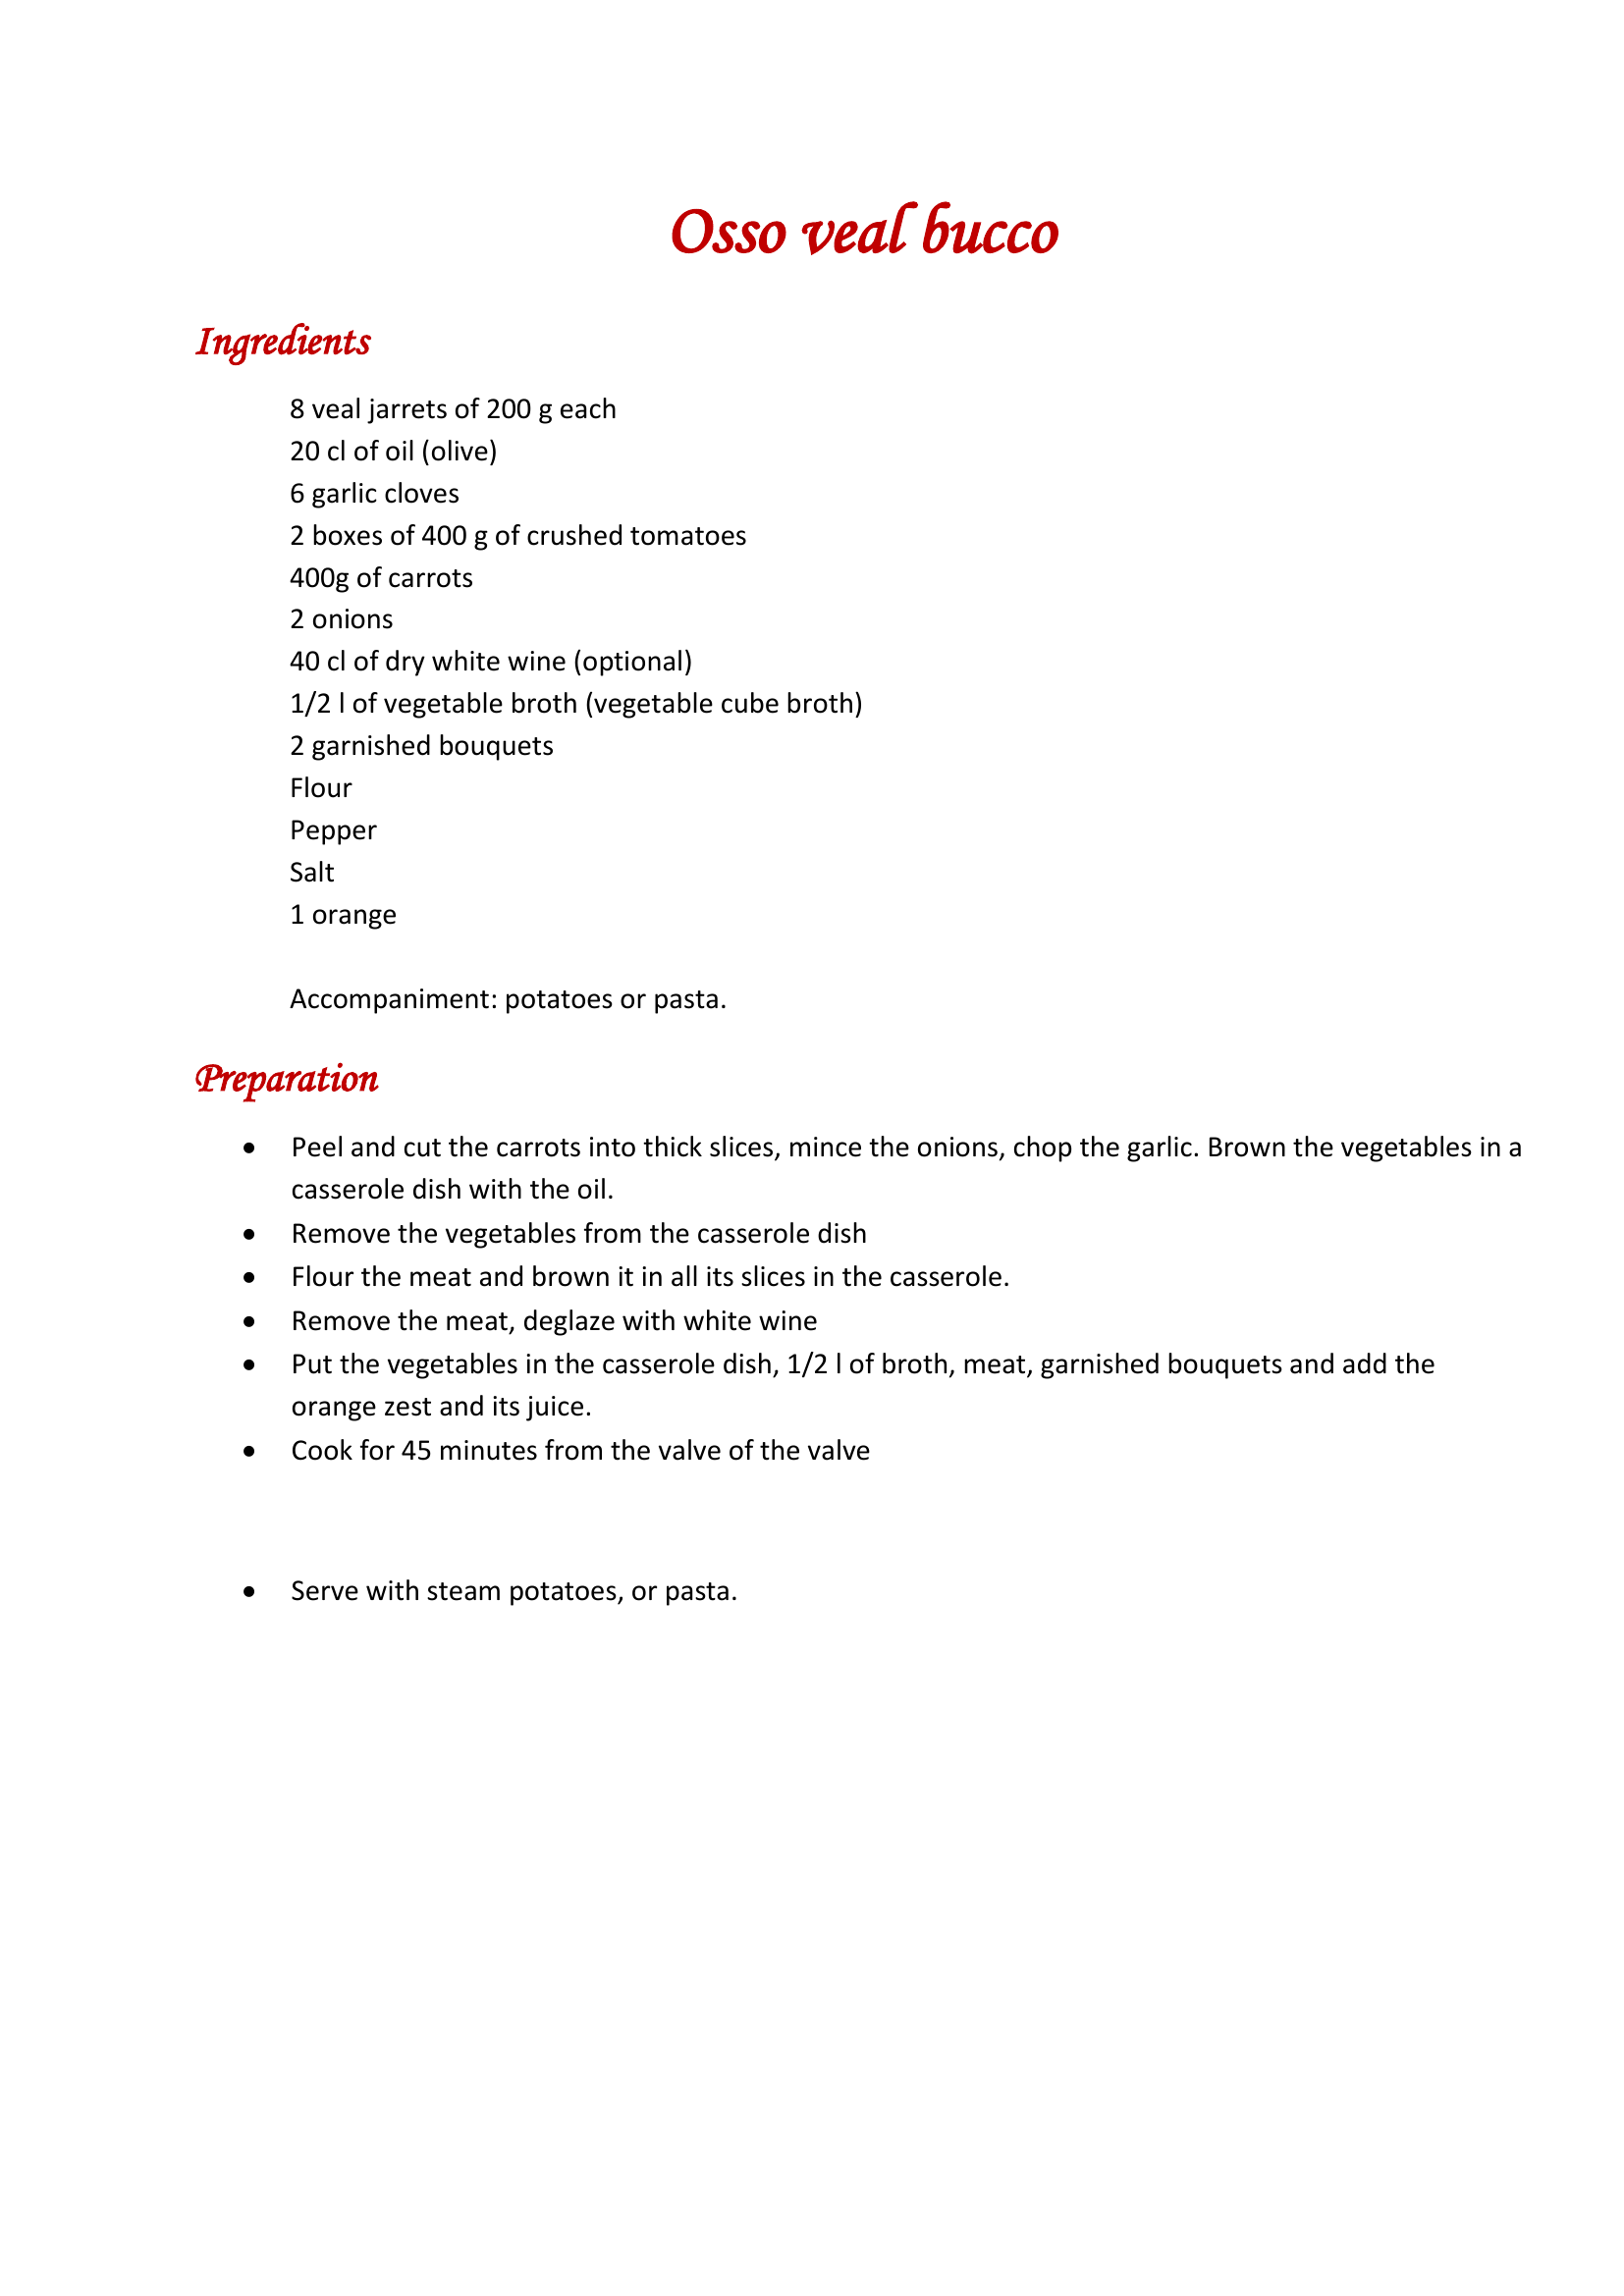 Osso veal bucco
Ingredients
8 veal jarrets of 200 g each
20 cl of oil (olive)
6 garlic cloves
2 boxes of 400 g of crushed tomatoes
400g of carrots
2 onions
40 cl of dry white wine (optional)
1/2 l of vegetable broth (vegetable cube broth)
2 garnished bouquets
Flour
Pepper
Salt
1 orange
Accompaniment: potatoes or pasta.
Preparation
• Peel and cut the carrots into thick slices, mince the onions, chop the garlic. Brown the vegetables in a
casserole dish with the oil.
• Remove the vegetables from the casserole dish
• Flour the meat and brown it in all its slices in the casserole.
• Remove the meat, deglaze with white wine
• Put the vegetables in the casserole dish, 1/2 l of broth, meat, garnished bouquets and add the
orange zest and its juice.
• Cook for 45 minutes from the valve of the valve
• Serve with steam potatoes, or pasta.